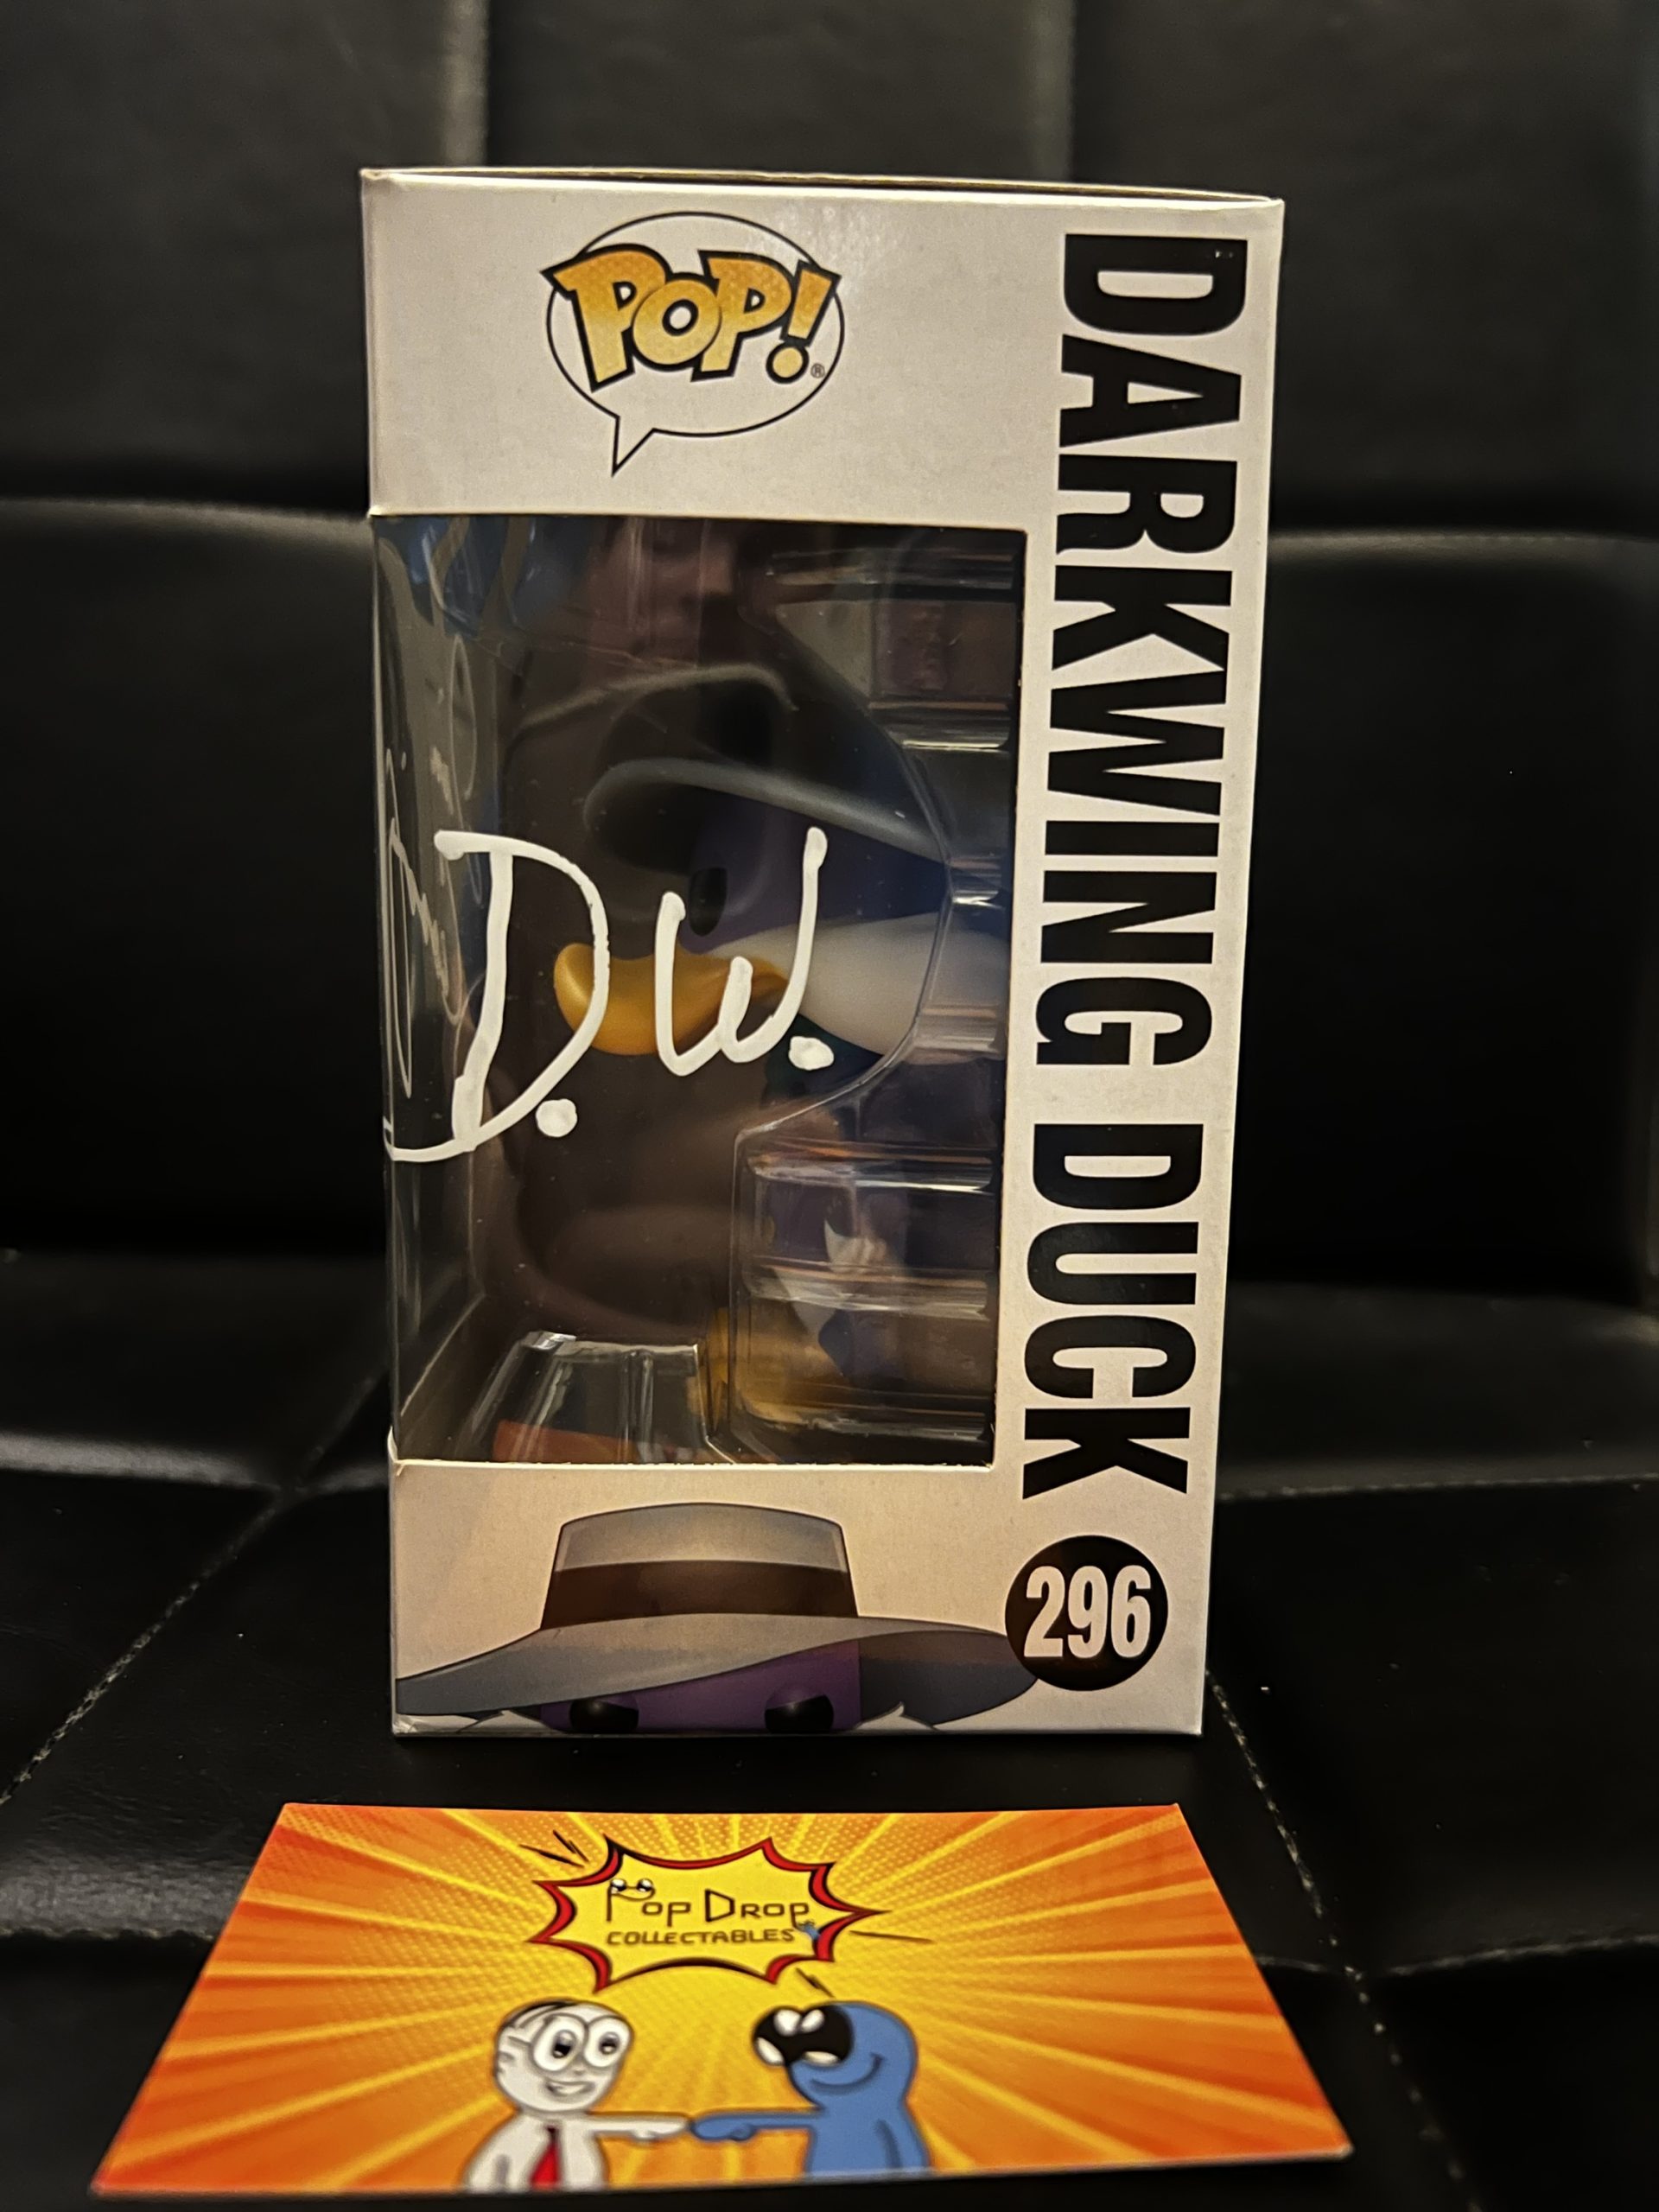 POP!®
DARKWING DUCK
D.W.
296
POP DROP
COLLECTABLES